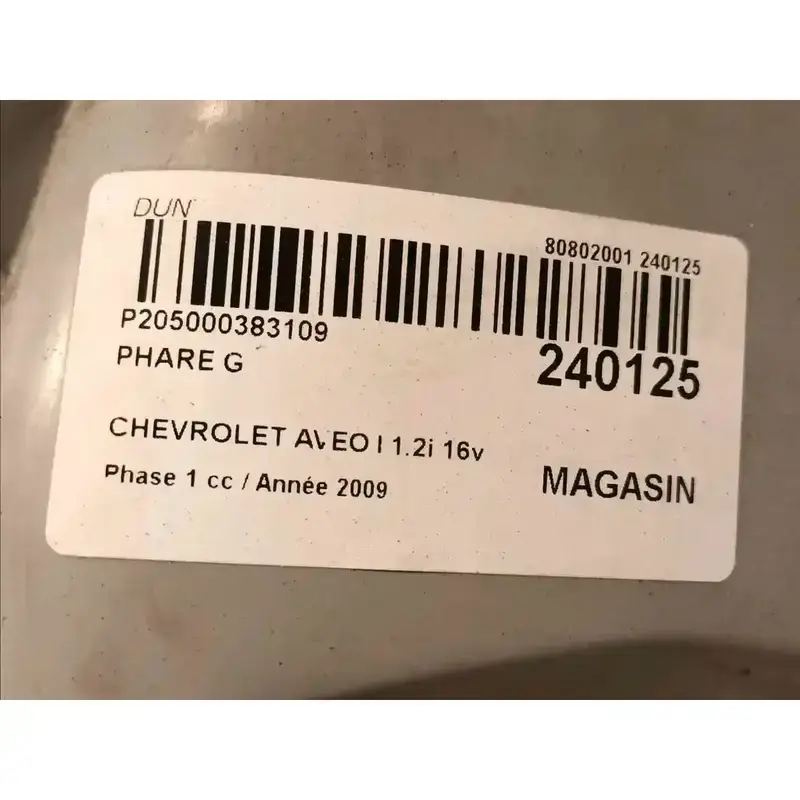 DUN
80802001 240125
P205000383109
240125
PHARE G
CHEVROLET AVEO I 1.2i 16v
Phase 1 cc / Année 2009
MAGASIN